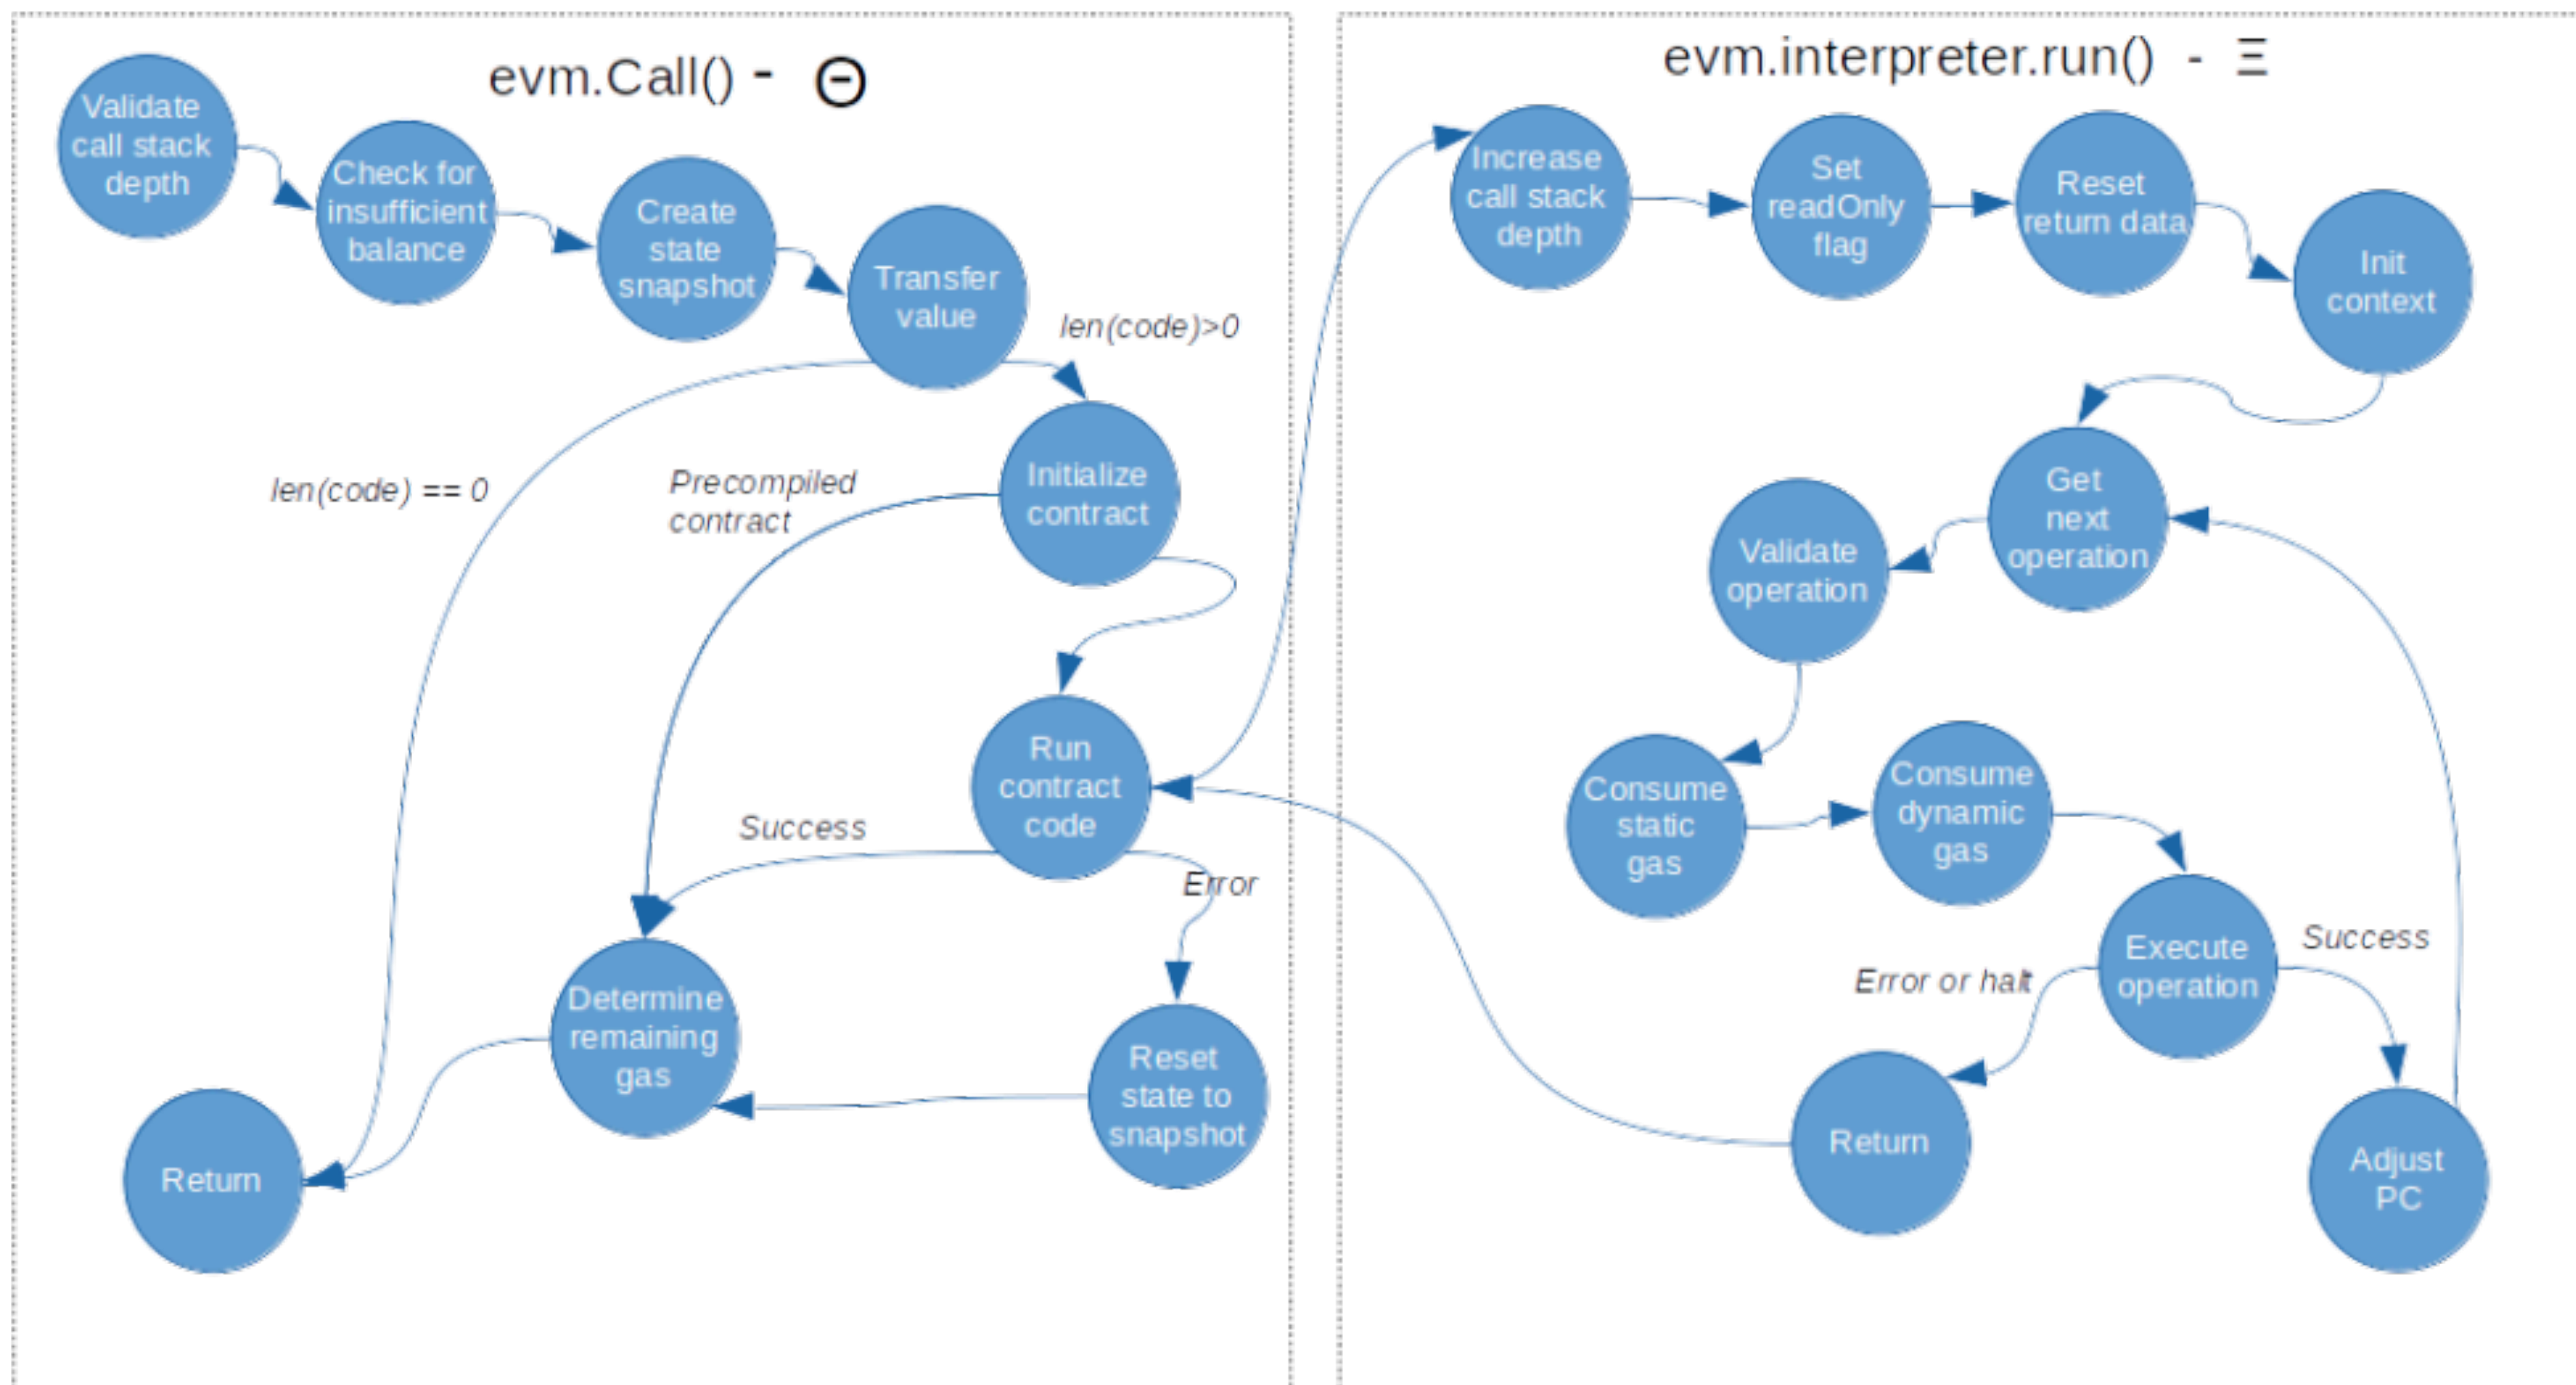 evm.Call() - Θ
Validate
call stack
depth
Check for
insufficient
balance
Create
state
snapshot
Transfer
value
len(code)>0
len(code) == 0
Precompiled
contract
Initialize
contract
Run
contract
code
Success
Error
Determine
remaining
gas
Reset
state to
snapshot
Return
evm.interpreter.run() - Ξ
Increase
call stack
depth
Set
readOnly
flag
Reset
return data
Init
context
Get
next
operation
Validate
operation
Consume
static
gas
Consume
dynamic
gas
Execute
operation
Success
Error or halt
Return
Adjust
PC